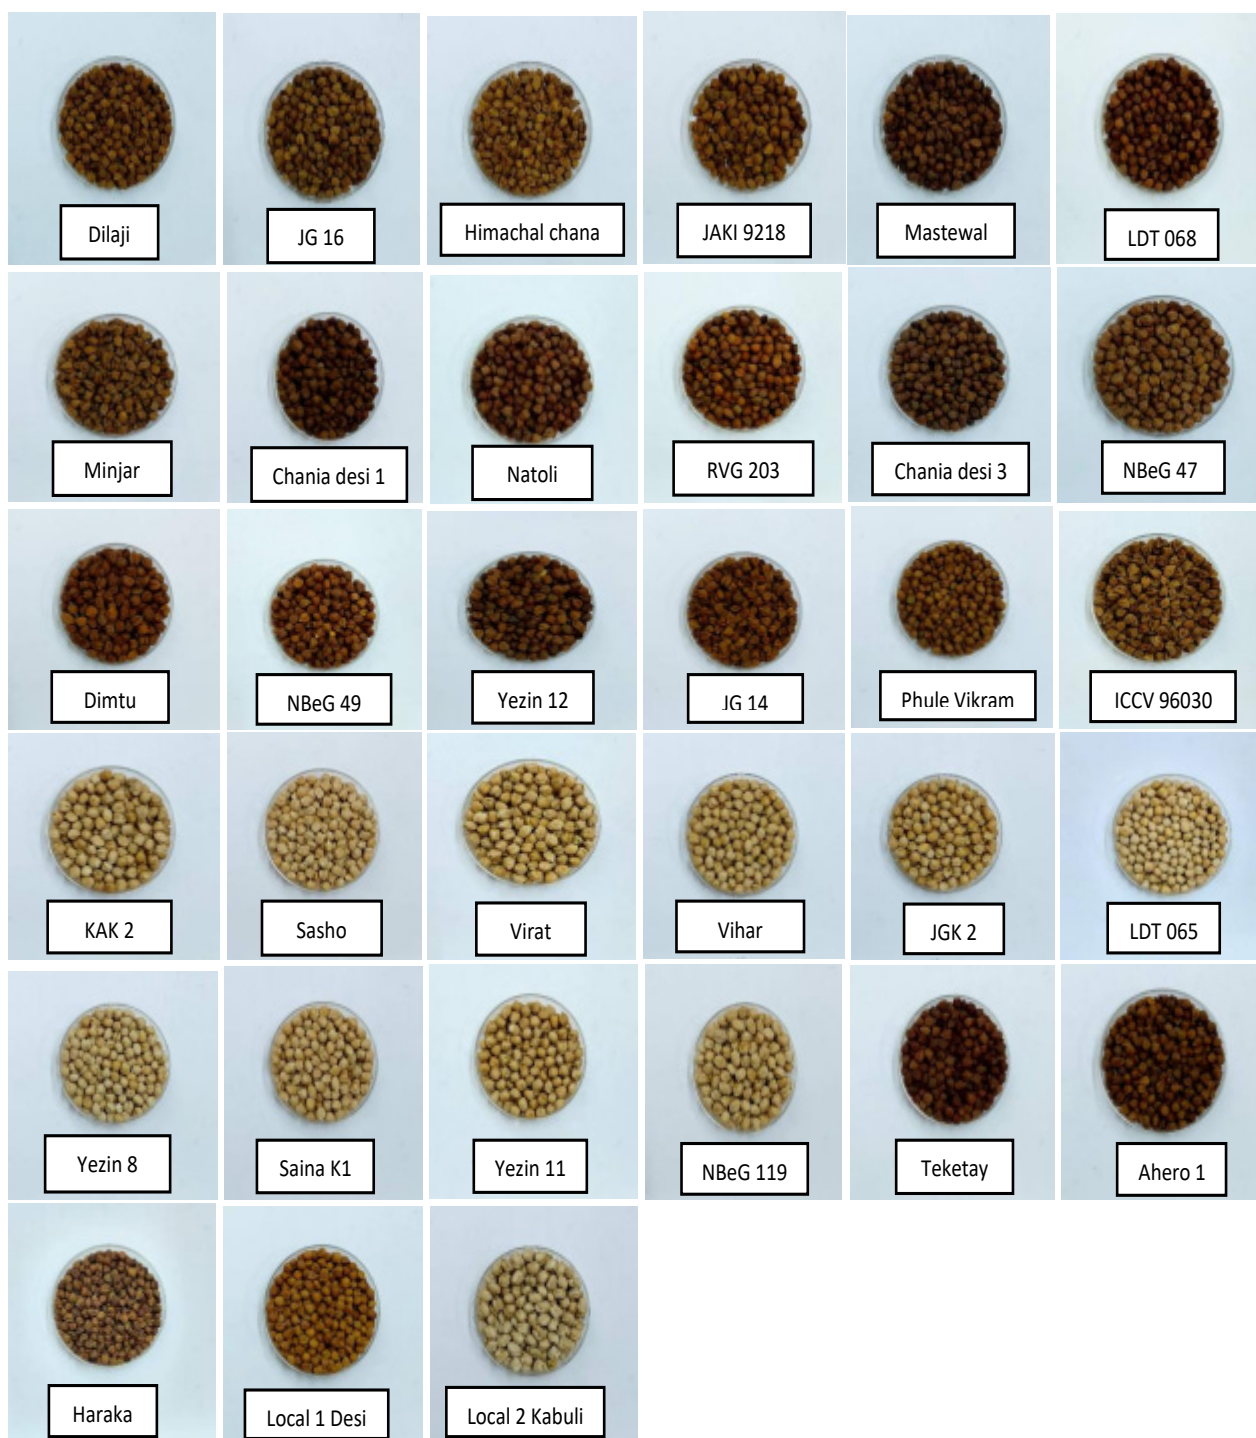 Dilaji
JG 16
Himachal chana
JAKI 9218
Mastewal
LDT 068
Minjar
Chania desi 1
Natoli
RVG 203
Chania desi 3
NBeG 47
Dimtu
NBeG 49
Yezin 12
JG 14
Phule Vikram
ICCV 96030
KAK 2
Sasho
Virat
Vihar
JGK 2
LDT 065
Yezin 8
Saina K1
Yezin 11
NBeG 119
Teketay
Ahero 1
Haraka
Local 1 Desi
Local 2 Kabuli